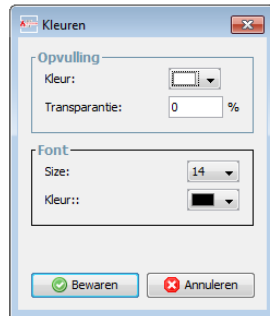 Kleuren
Opvulling
Kleur:
Transparantie: 0 %
Font
Size: 14
Kleur::
Bewaren Annuleren